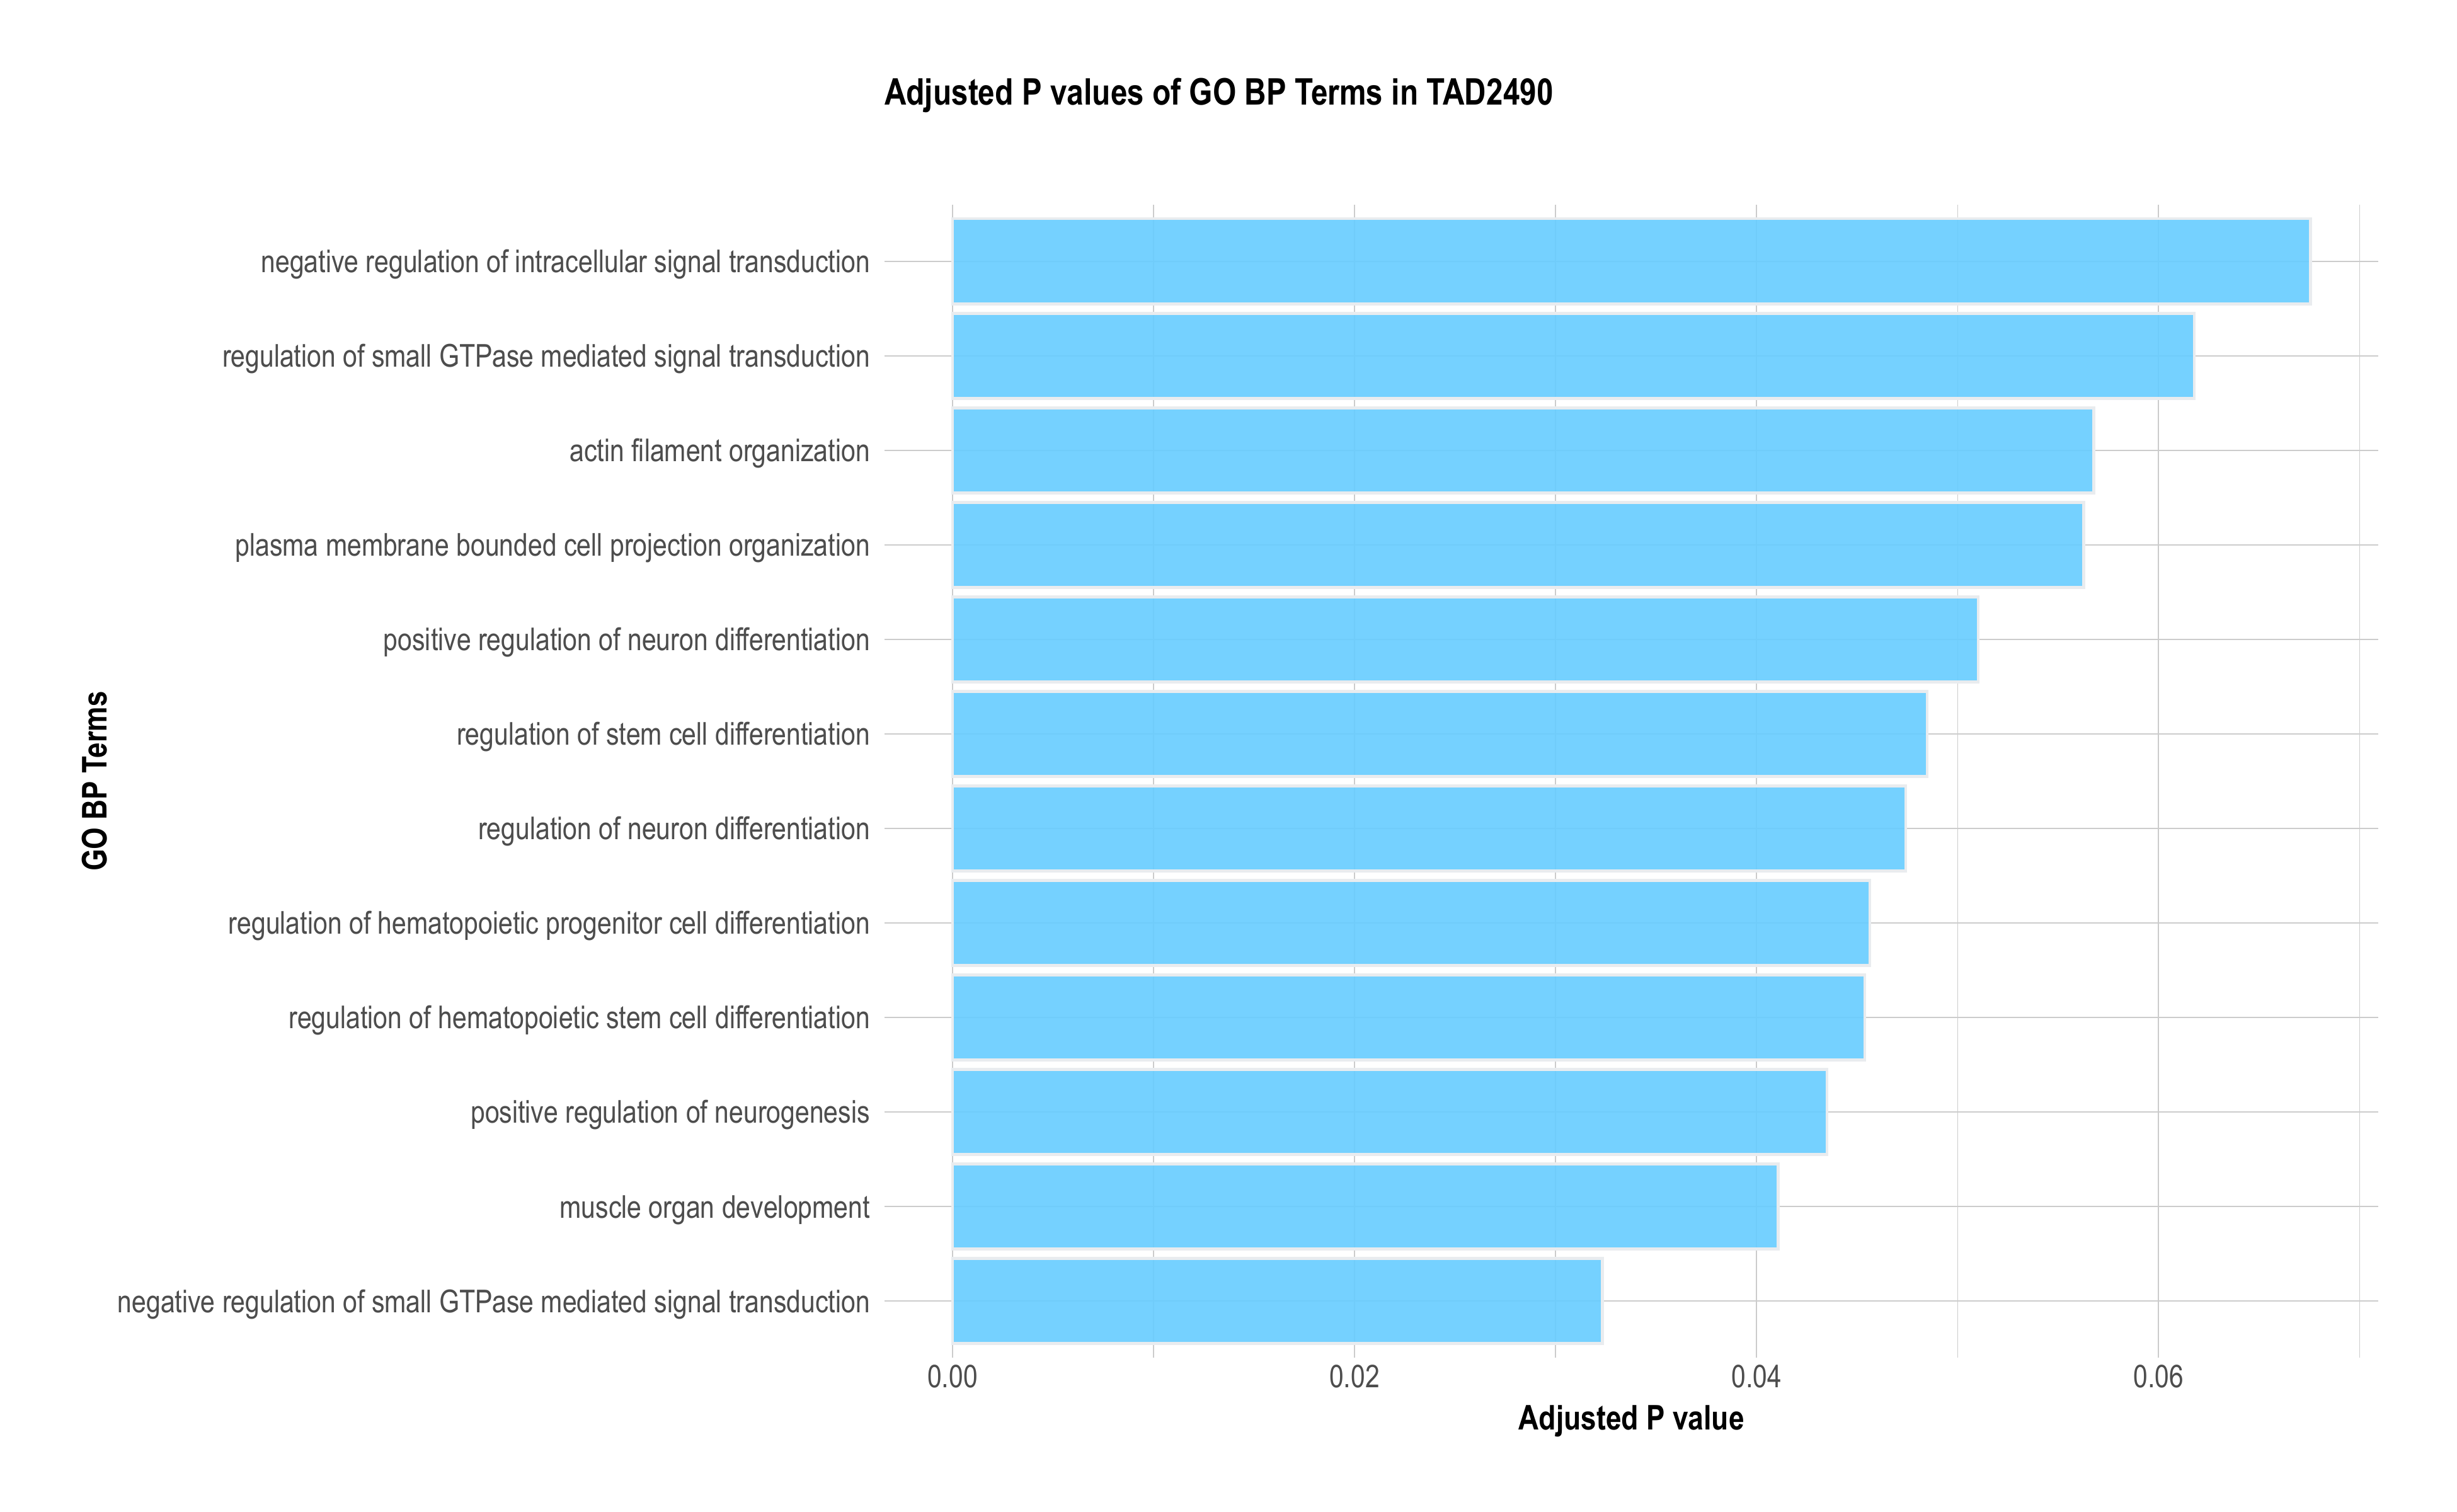 Adjusted P values of GO BP Terms in TAD2490
GO BP Terms
negative regulation of intracellular signal transduction
regulation of small GTPase mediated signal transduction
actin filament organization
plasma membrane bounded cell projection organization
positive regulation of neuron differentiation
regulation of stem cell differentiation
regulation of neuron differentiation
regulation of hematopoietic progenitor cell differentiation
regulation of hematopoietic stem cell differentiation
positive regulation of neurogenesis
muscle organ development
negative regulation of small GTPase mediated signal transduction
0.00 0.02 0.04 0.06
Adjusted P value